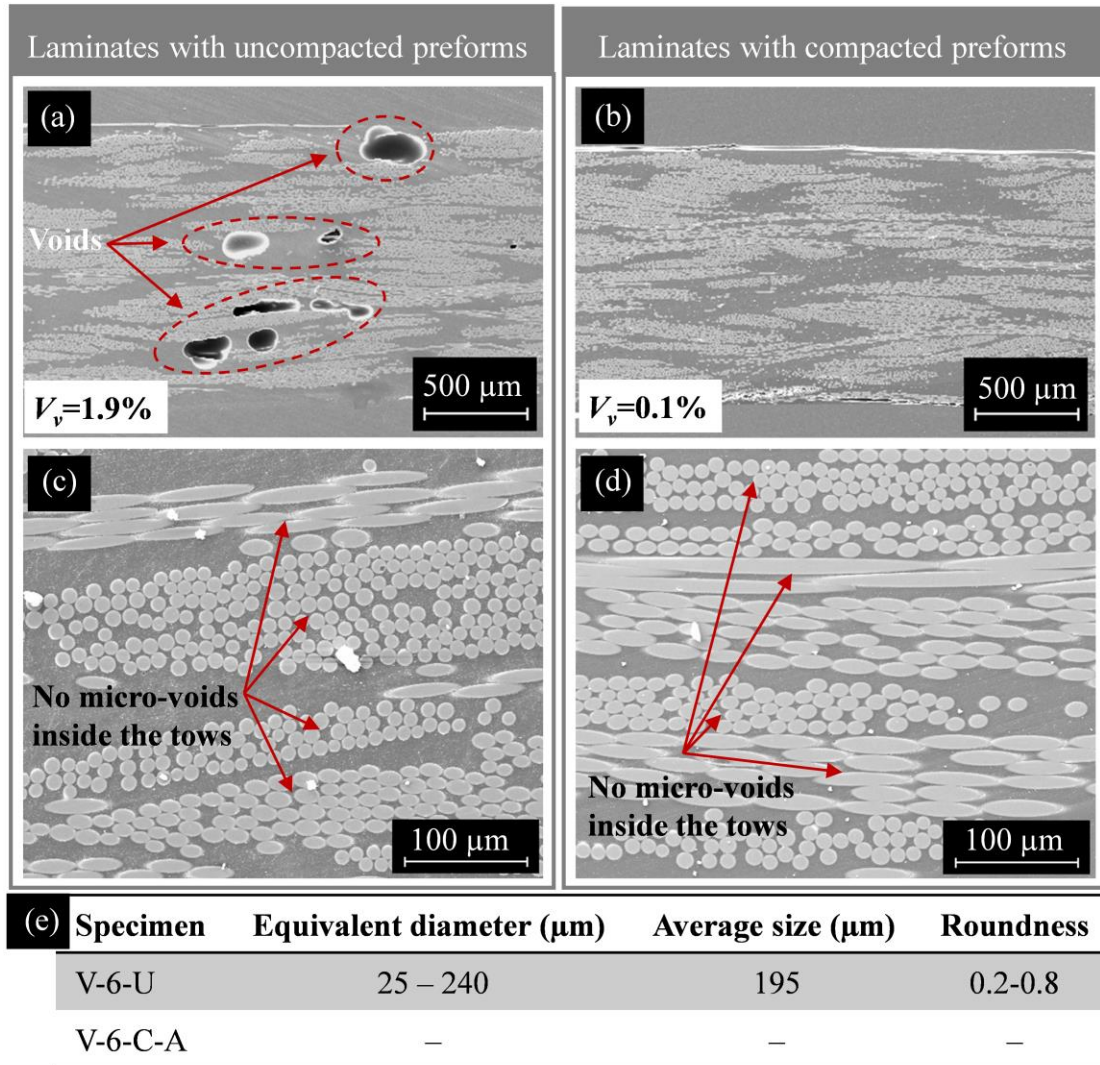 Laminates with uncompacted preforms
Laminates with compacted preforms
(a)
Voids
V_v=1.9%
500 µm
(b)
V_v=0.1%
500 µm
(c)
No micro-voids
inside the tows
100 µm
(d)
No micro-voids
inside the tows
100 µm
(e) Specimen Equivalent diameter (µm) Average size (µm) Roundness
V-6-U 25 – 240 195 0.2-0.8
V-6-C-A – – –